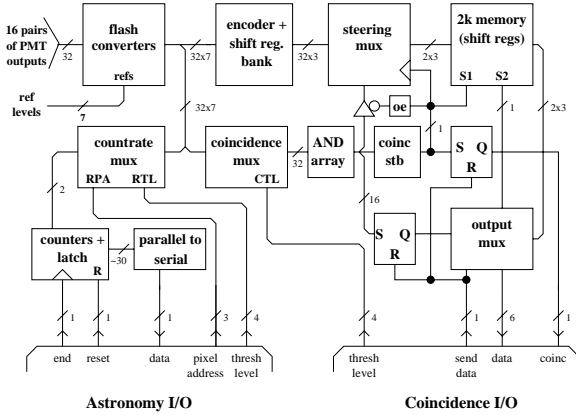 16 pairs
of PMT
outputs
32
flash
converters
refs
32x7
encoder +
shift reg.
bank
32x3
steering
mux
2x3
2k memory
(shift regs)
S1 S2
ref
levels
7
32x7
oe
1
1
2x3
countrate
mux
RPA RTL
coincidence
mux
CTL
32
AND
array
coinc
stb
S Q
R
2
16
counters +
latch
R
~30
parallel to
serial
S Q
R
output
mux
1
1
1
3
4
4
1
6
1
end
reset
data
pixel
address
thresh
level
thresh
level
send
data
data
coinc
Astronomy I/O
Coincidence I/O